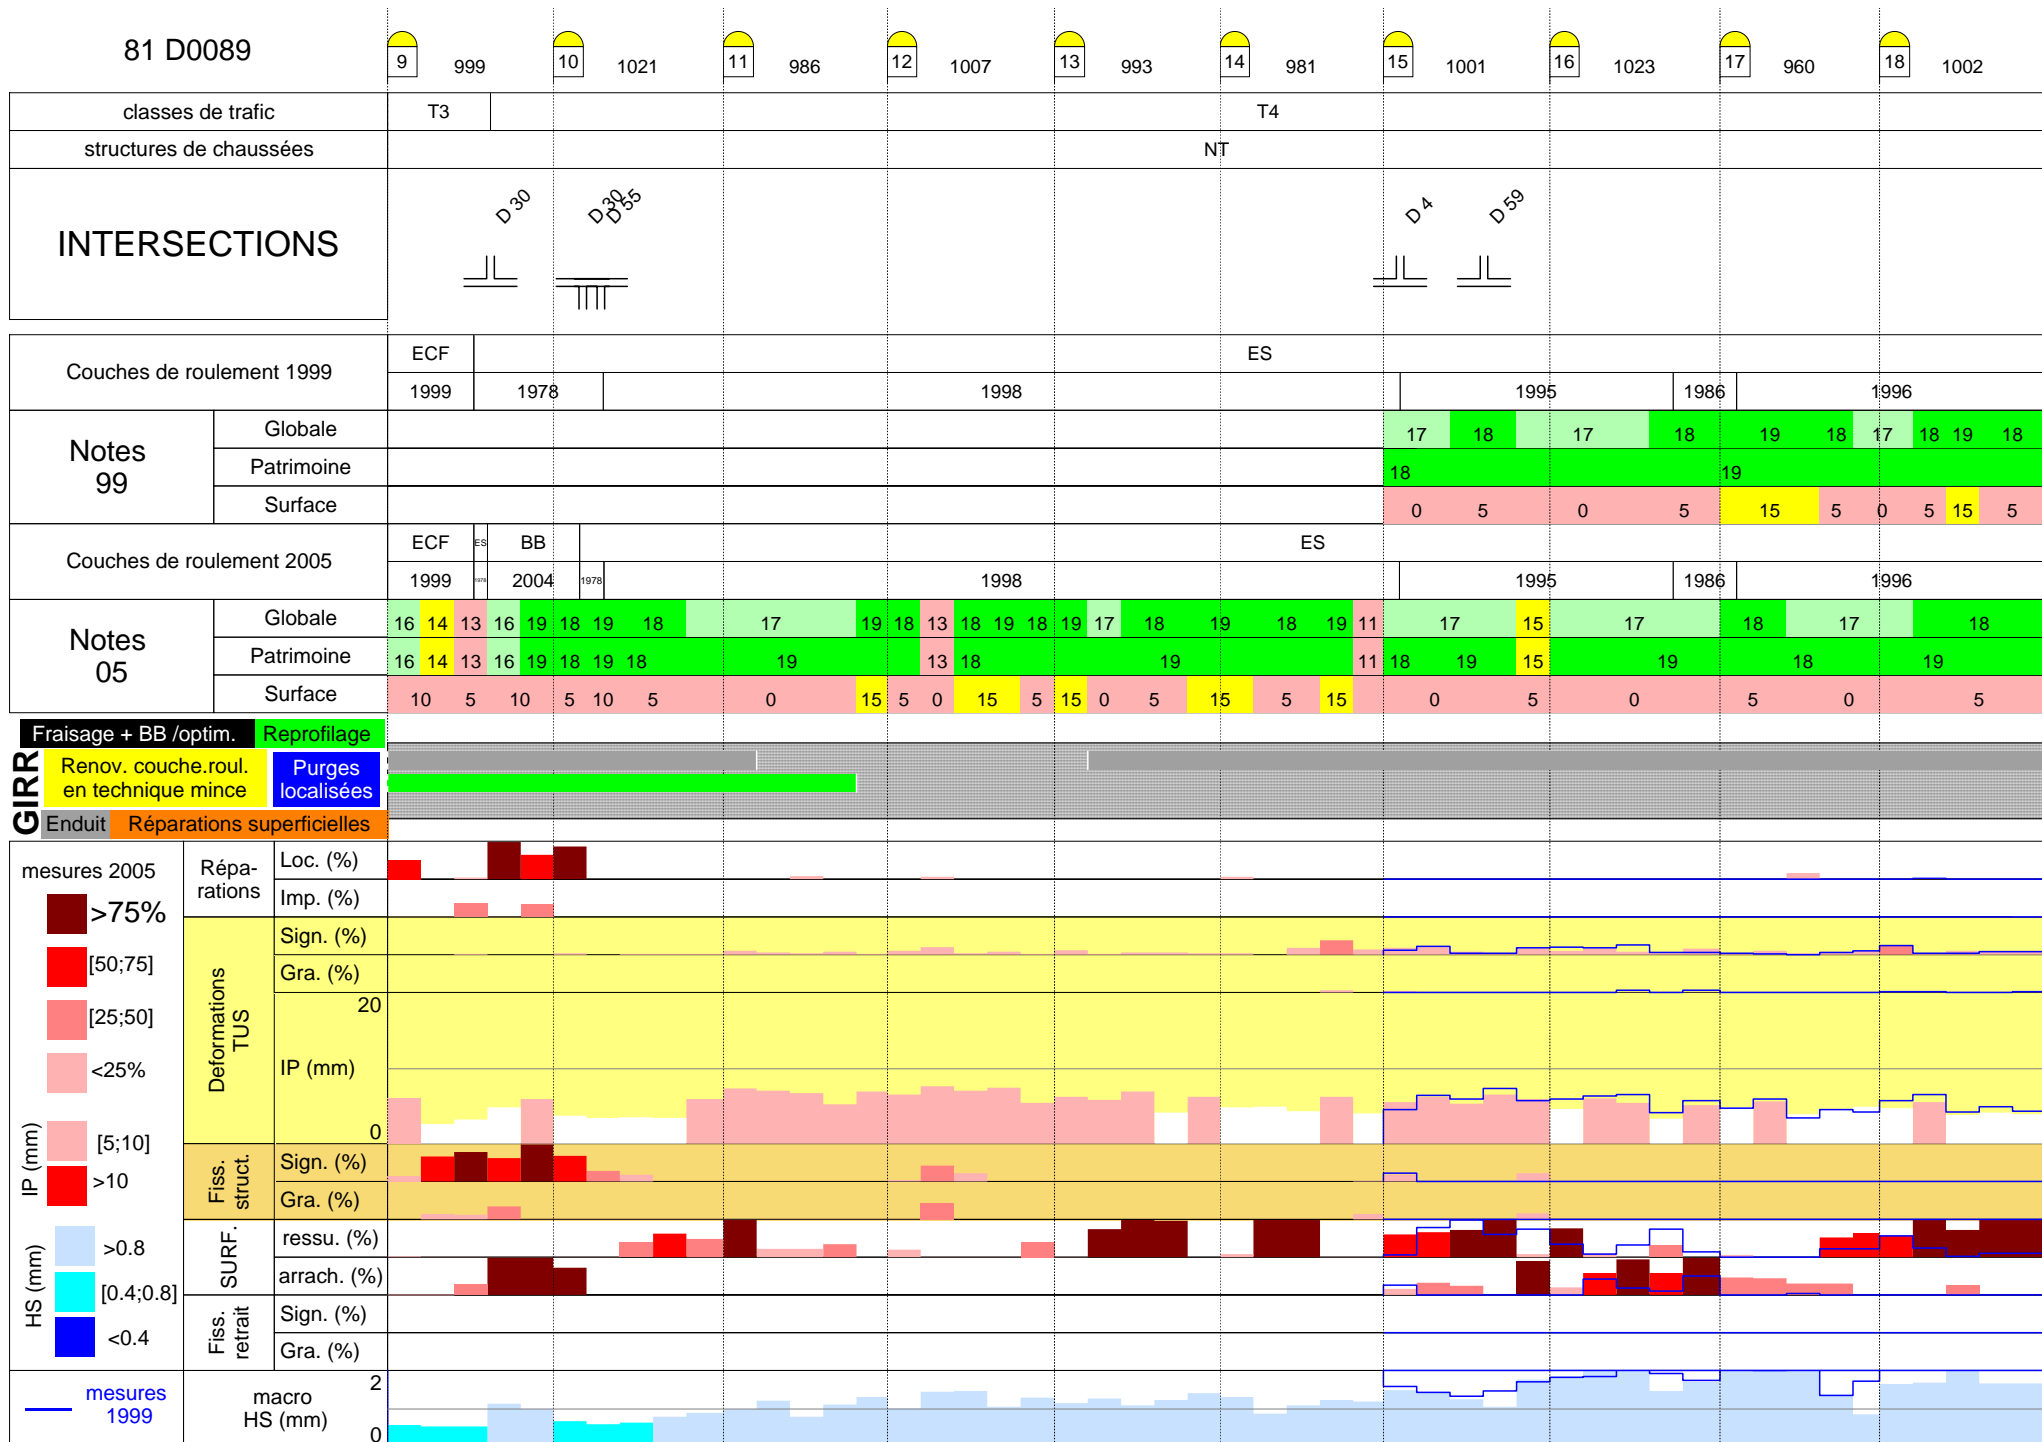 81 D0089
9 999 10 1021 11 986 12 1007 13 993 14 981 15 1001 16 1023 17 960 18 1002
classes de trafic T3 T4
structures de chaussées NT
INTERSECTIONS D 30 D 30 D 55 D 4 D 59
Couches de roulement 1999
ECF ES
1999 1978 1998 1995 1986 1996
Notes 99
Globale 17 18 17 18 19 18 17 18 19 18
Patrimoine 18 19
Surface 0 5 0 5 15 5 0 5 15 5
Couches de roulement 2005
ECF ES BB ES
1999 1978 2004 1978 1998 1995 1986 1996
Notes 05
Globale 16 14 13 16 19 18 19 18 17 19 18 13 18 19 18 19 17 18 19 18 19 11 17 15 17 18 17 18
Patrimoine 16 14 13 16 19 18 19 18 19 13 18 19 11 18 19 15 19 18 19
Surface 10 5 10 5 10 5 0 15 5 0 15 5 15 0 5 15 5 15 0 5 0 5 0 5
GIRR
Fraisage + BB /optim. Reprofilage
Renov. couche.roul. en technique mince
Purges localisées
Enduit Réparations superficielles
mesures 2005
>75%
[50;75]
[25;50]
<25%
IP (mm)
[5;10]
>10
HS (mm)
>0.8
[0.4;0.8]
<0.4
mesures 1999
Répa-
rations
Loc. (%)
Imp. (%)
Deformations TUS
Sign. (%)
Gra. (%)
20
IP (mm)
0
Fiss. struct.
Sign. (%)
Gra. (%)
SURF.
ressu. (%)
arrach. (%)
Fiss. retrait
Sign. (%)
Gra. (%)
macro HS (mm)
2
0